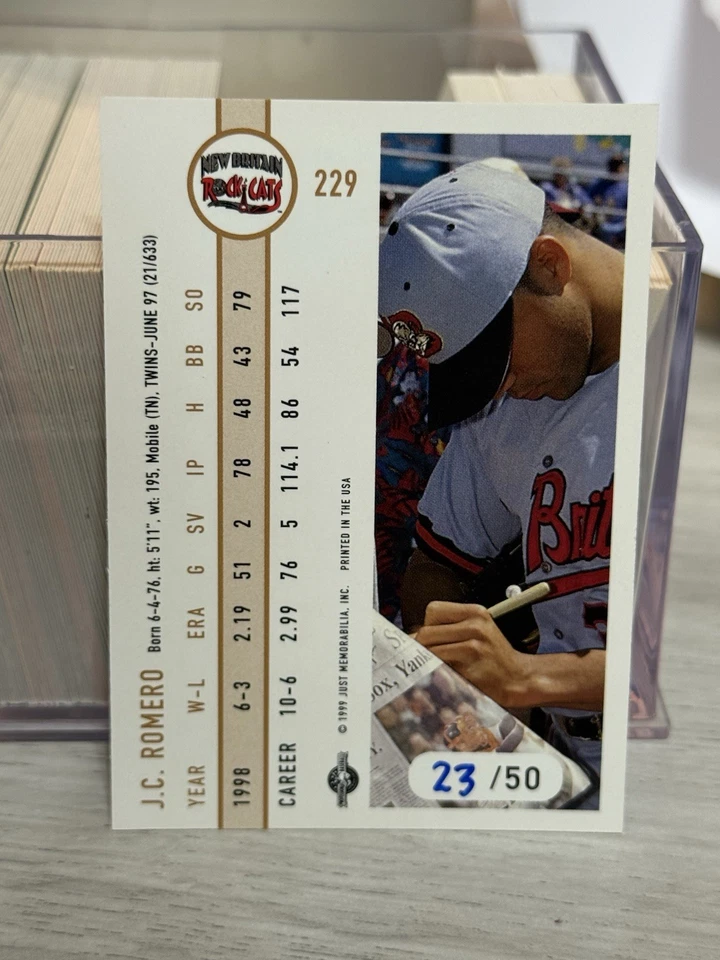 NEW BRITAIN
ROCK CATS
229
J.C. ROMERO Born 6-4-76, ht: 5'11", wt: 195, Mobile (TN), TWINS-JUNE 97 (21/633)
YEAR W-L ERA G SV IP H BB SO
1998 6-3 2.19 51 2 78 48 43 79
CAREER 10-6 2.99 76 5 114.1 86 54 117
© 1999 JUST MEMORABILIA, INC. PRINTED IN THE USA
Brit
ox, Yan
23 /50